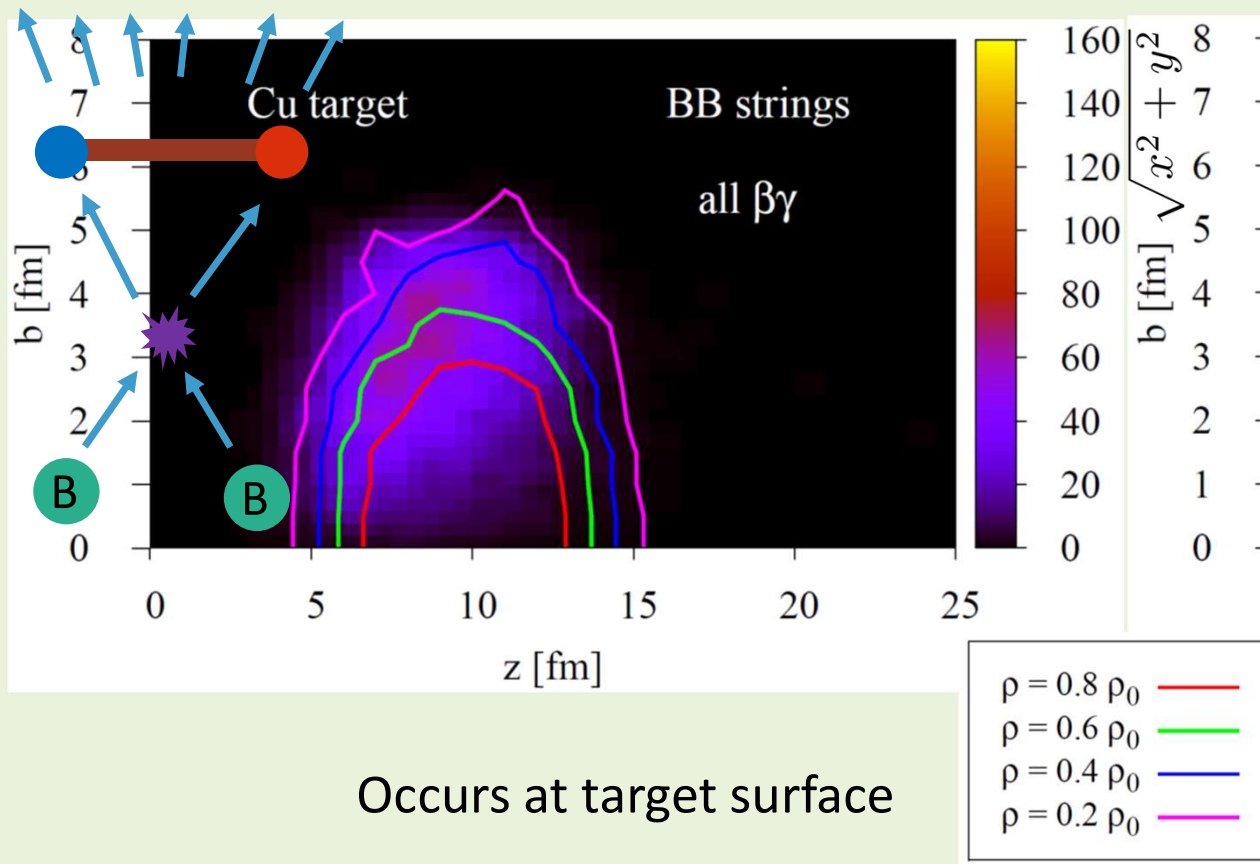 Cu target
BB strings
all βγ
b [fm]
8
7
6
5
4
3
2
0
B
B
0
5
10
15
20
25
z [fm]
160
140
120
100
80
60
40
20
0
b [fm] √x² + y²
8
7
6
5
4
3
2
1
0
ρ = 0.8 ρ₀
ρ = 0.6 ρ₀
ρ = 0.4 ρ₀
ρ = 0.2 ρ₀
Occurs at target surface